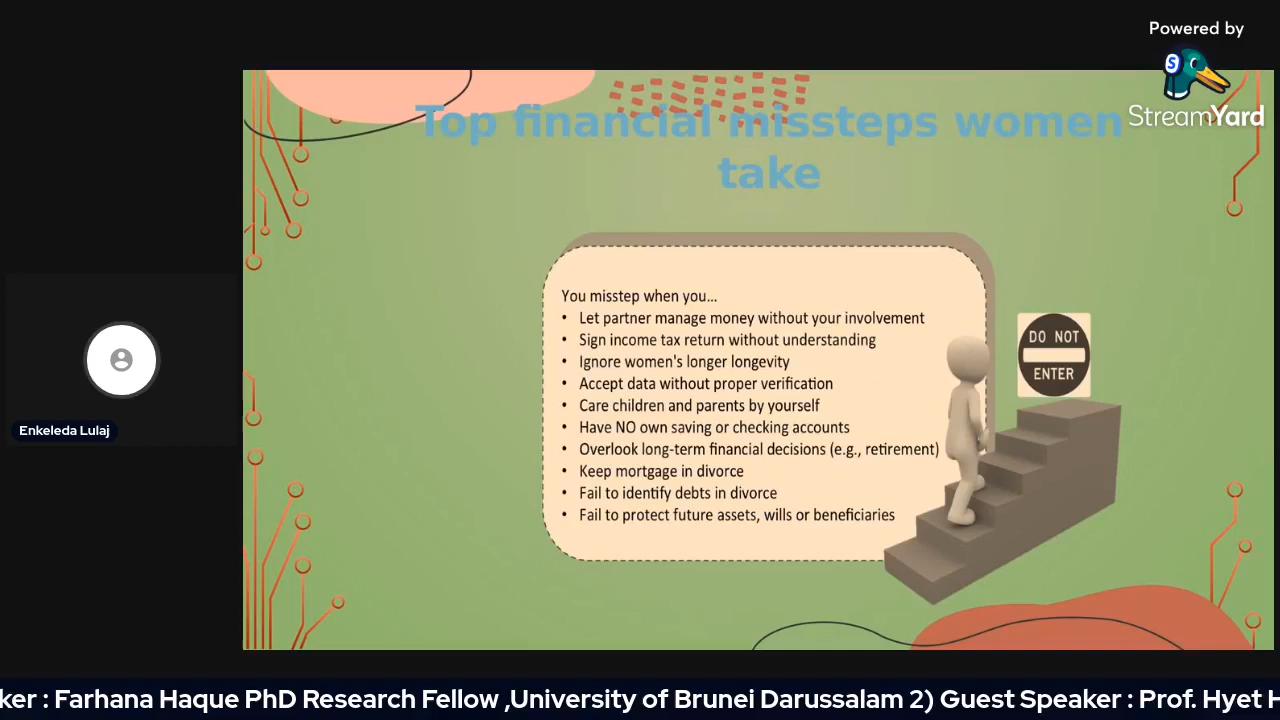 Powered by
StreamYard
Top financial missteps women
take
You misstep when you...
• Let partner manage money without your involvement
• Sign income tax return without understanding
• Ignore women's longer longevity
• Accept data without proper verification
• Care children and parents by yourself
• Have NO own saving or checking accounts
• Overlook long-term financial decisions (e.g., retirement)
• Keep mortgage in divorce
• Fail to identify debts in divorce
• Fail to protect future assets, wills or beneficiaries
DO NOT
ENTER
Enkeleda Lulaj
ker : Farhana Haque PhD Research Fellow ,University of Brunei Darussalam 2) Guest Speaker : Prof. Hyet H